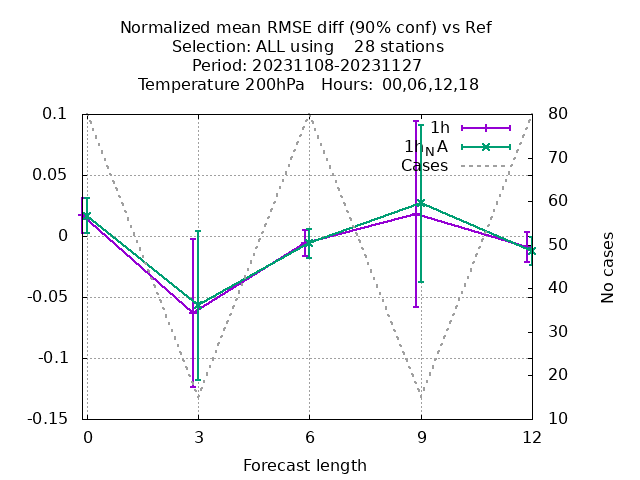 Normalized mean RMSE diff (90% conf) vs Ref
Selection: ALL using    28 stations
Period: 20231108-20231127
Temperature 200hPa   Hours: 00,06,12,18
0.1
0.05
0
-0.05
-0.1
-0.15
80
70
60
50
40
30
20
10
1h
1hNA
Cases
No cases
0
3
6
9
12
Forecast length